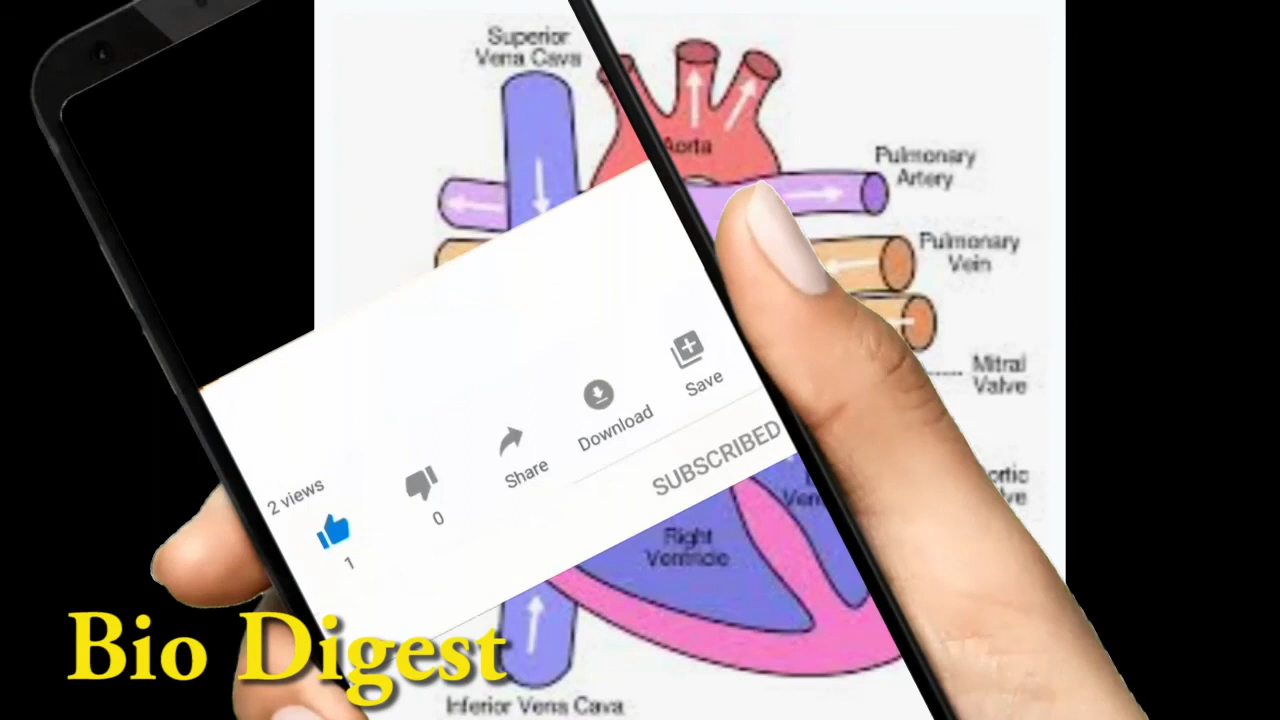 Superior
Vena Cava
Aorta
Pulmonary
Artery
Pulmonary
Vein
Mitral
Valve
2 views
1
0
Share
Download
Save
SUBSCRIBED
Right
Ventricle
Bio Digest
Inferior Vena Cava